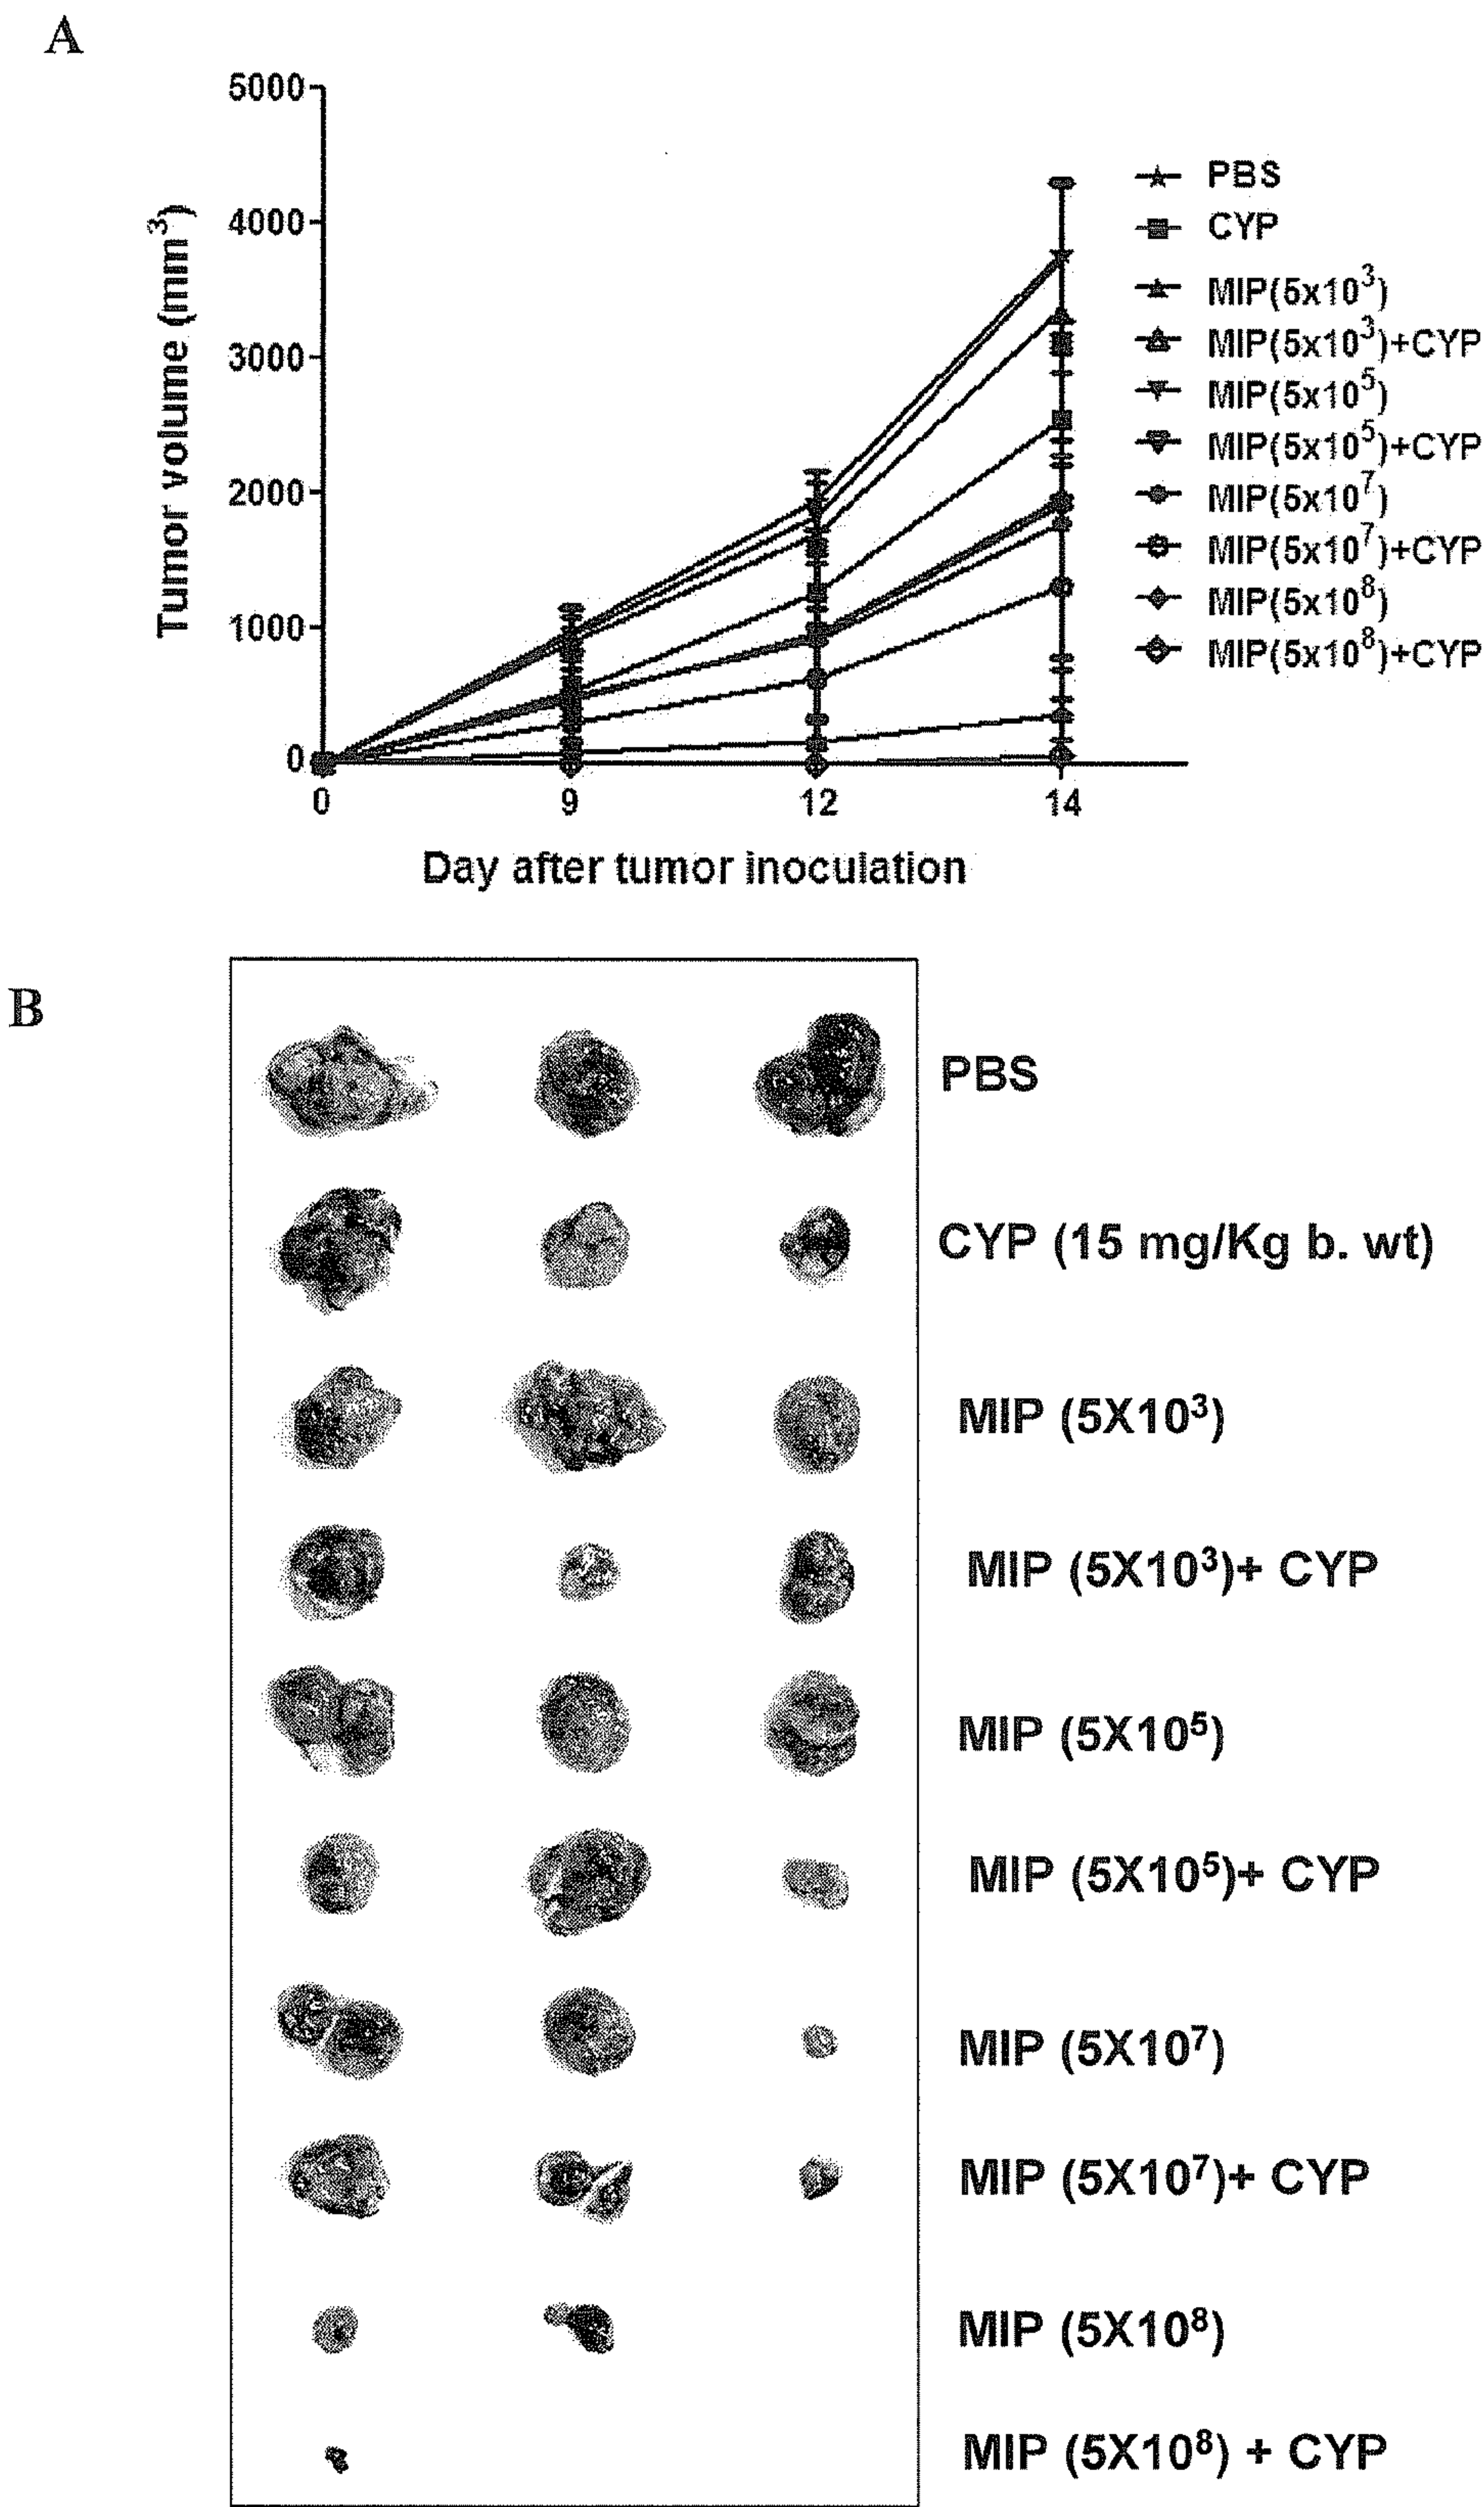 A
5000
4000
3000
2000
1000
0
Tumor volume (mm³)
0 9 12 14
Day after tumor inoculation
PBS
CYP
MIP(5x10³)
MIP(5x10³)+CYP
MIP(5x10⁵)
MIP(5x10⁵)+CYP
MIP(5x10⁷)
MIP(5x10⁷)+CYP
MIP(5x10⁸)
MIP(5x10⁸)+CYP
B
PBS
CYP (15 mg/Kg b. wt)
MIP (5X10³)
MIP (5X10³)+ CYP
MIP (5X10⁵)
MIP (5X10⁵)+ CYP
MIP (5X10⁷)
MIP (5X10⁷)+ CYP
MIP (5X10⁸)
MIP (5X10⁸) + CYP